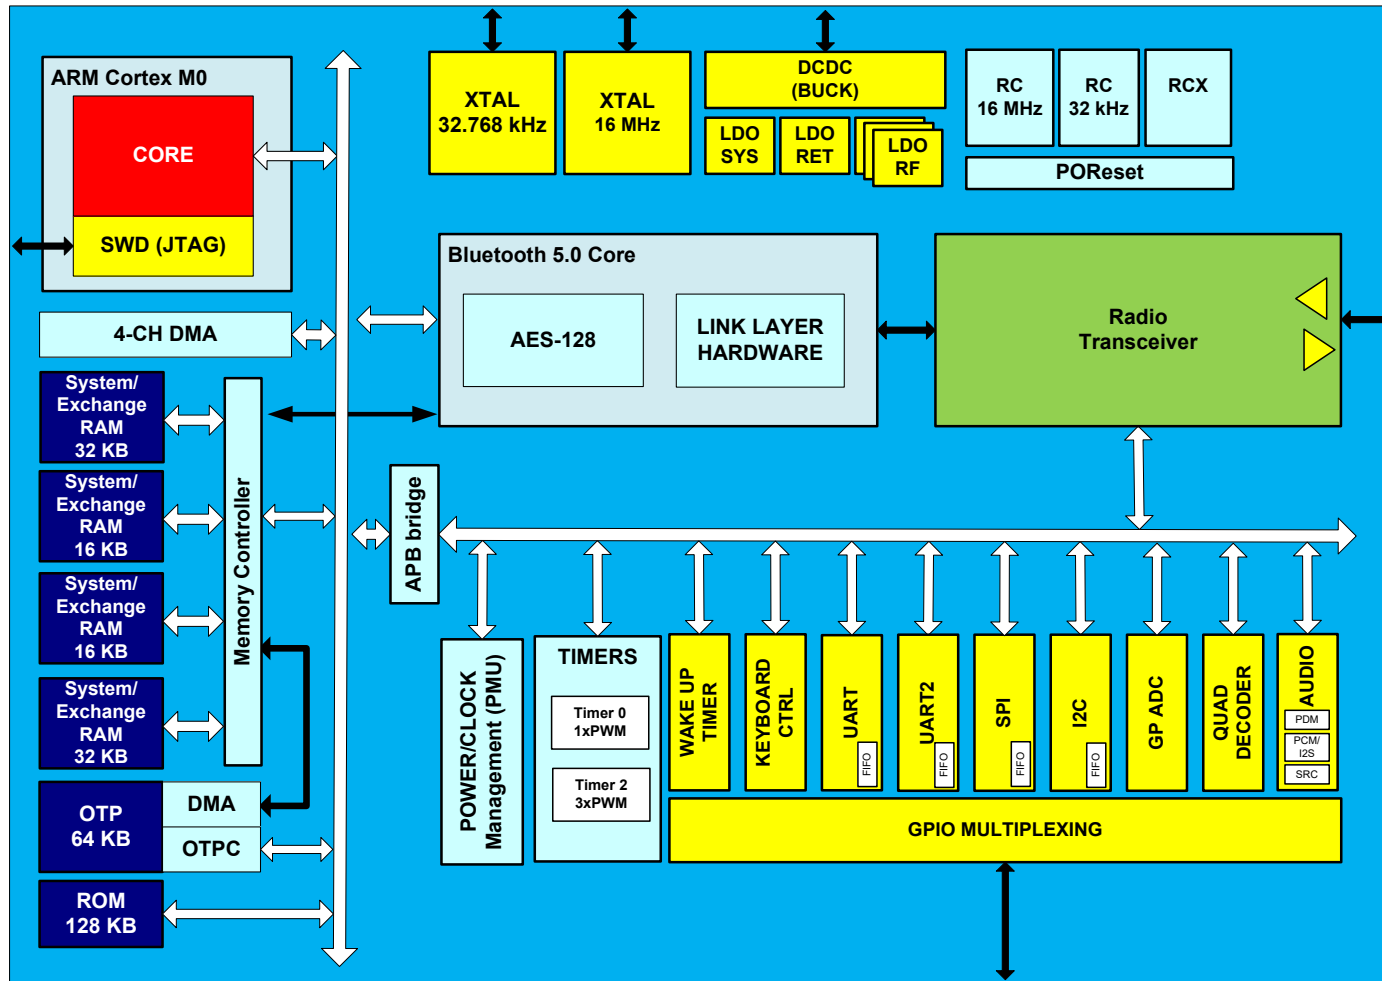 ARM Cortex M0
CORE
SWD (JTAG)
XTAL
32.768 kHz
XTAL
16 MHz
DCDC
(BUCK)
LDO
SYS
LDO
RET
LDO
RF
RC
16 MHz
RC
32 kHz
RCX
POReset
Bluetooth 5.0 Core
AES-128
LINK LAYER
HARDWARE
Radio
Transceiver
4-CH DMA
System/
Exchange
RAM
32 KB
System/
Exchange
RAM
16 KB
System/
Exchange
RAM
16 KB
System/
Exchange
RAM
32 KB
Memory Controller
OTP
64 KB
DMA
OTPC
ROM
128 KB
APB bridge
POWER/CLOCK
Management (PMU)
TIMERS
Timer 0
1xPWM
Timer 2
3xPWM
WAKE UP
TIMER
KEYBOARD
CTRL
UART
FIFO
UART2
FIFO
SPI
FIFO
I2C
FIFO
GP ADC
QUAD
DECODER
AUDIO
PDM
PCM/
I2S
SRC
GPIO MULTIPLEXING